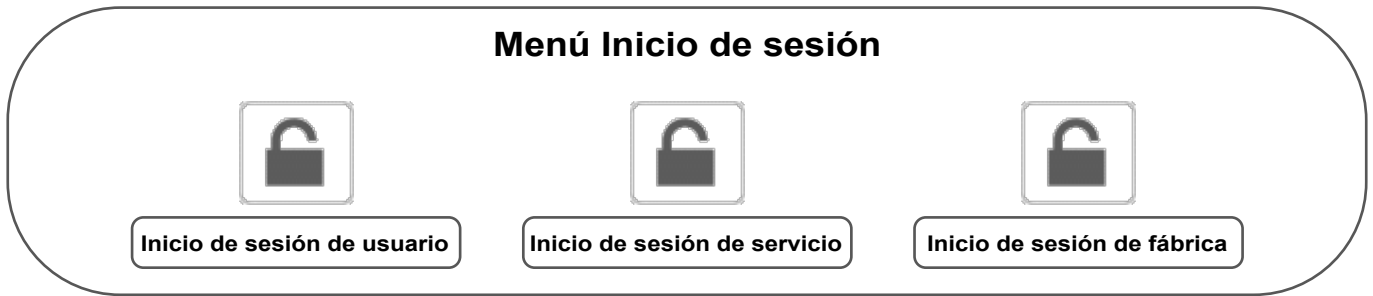 Menú Inicio de sesión
Inicio de sesión de usuario
Inicio de sesión de servicio
Inicio de sesión de fábrica